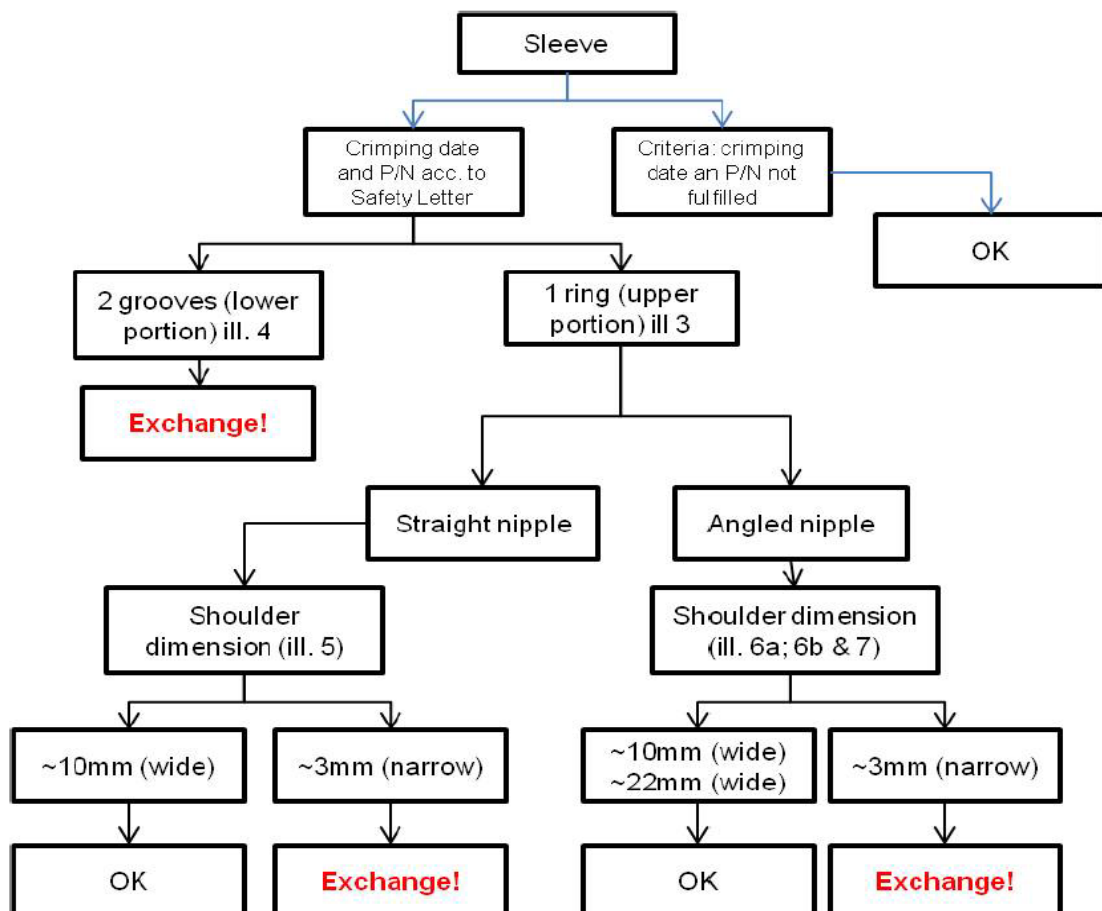 Sleeve
Crimping date
and P/N acc. to
Safety Letter
Criteria: crimping
date an P/N not
fulfilled
OK
2 grooves (lower
portion) ill. 4
1 ring (upper
portion) ill 3
Exchange!
Straight nipple
Angled nipple
Shoulder
dimension (ill. 5)
Shoulder dimension
(ill. 6a; 6b & 7)
~10mm (wide)
~3mm (narrow)
~10mm (wide)
~22mm (wide)
~3mm (narrow)
OK
Exchange!
OK
Exchange!